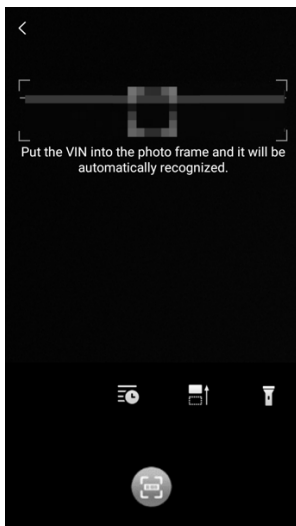 Put the VIN into the photo frame and it will be
automatically recognized.